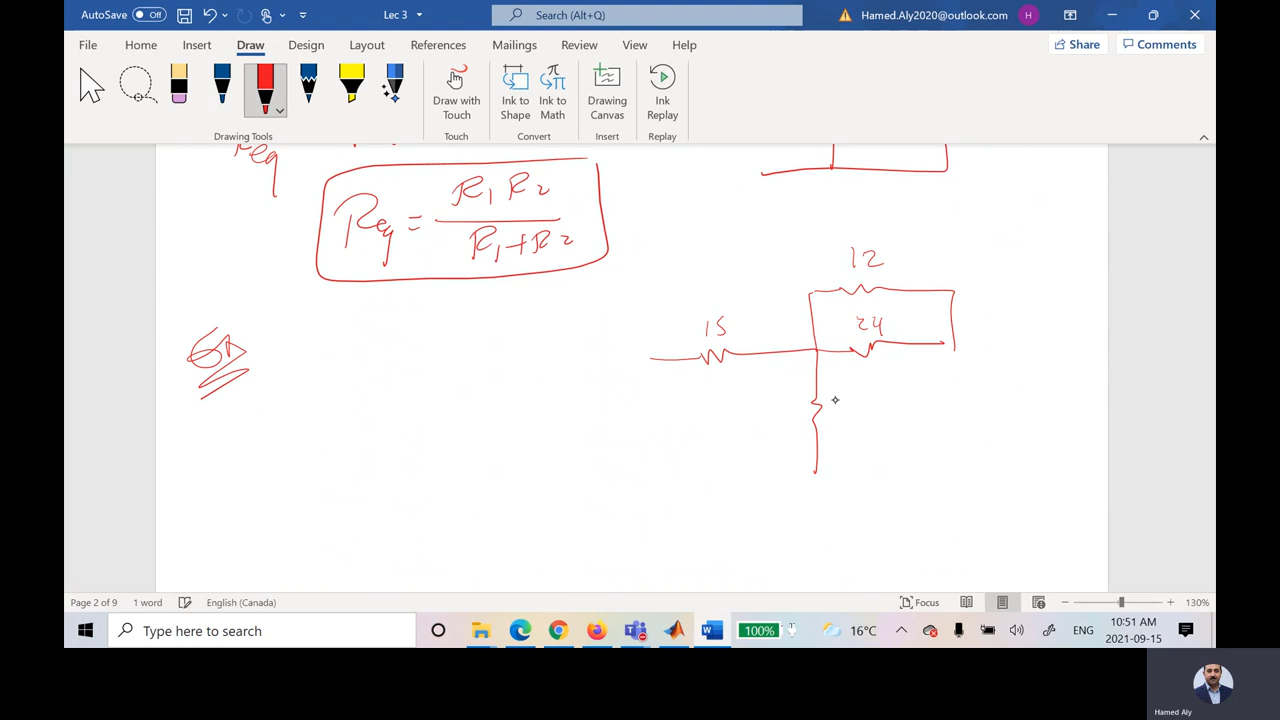 AutoSave Off
Lec 3
Search (Alt+Q)
Hamed.Aly2020@outlook.com
H
File Home Insert Draw Design Layout References Mailings Review View Help
Share
Comments
Draw with Touch
Ink to Shape
Ink to Math
Drawing Canvas
Ink Replay
Drawing Tools
Touch
Convert
Insert
Replay
Req
Req = R1 R2 / R1+R2
12
24
15
Page 2 of 9
1 word
English (Canada)
Focus
130%
Type here to search
100%
16°C
ENG
10:51 AM
2021-09-15
Hamed Aly